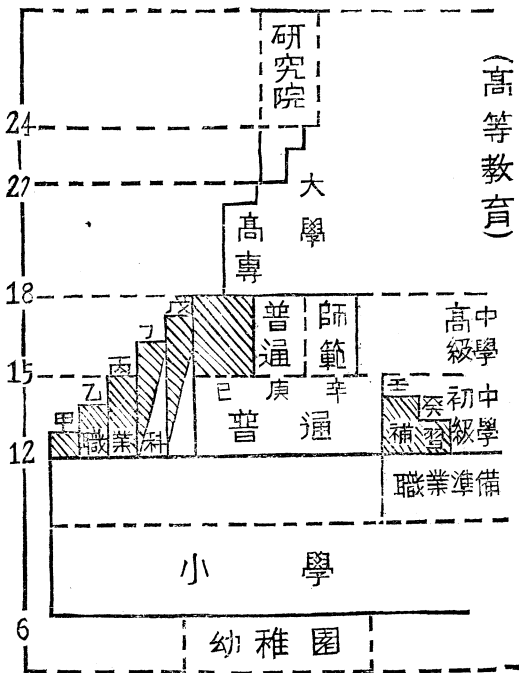 研究院
(高等教育)
24
22
大學
高專
18
戊
普通
師範
高級中學
丁
15
丙
己
庚
辛
壬
乙
癸
初級中學
甲
職業科
普通
補習
12
職業準備
小學
6
幼稚園